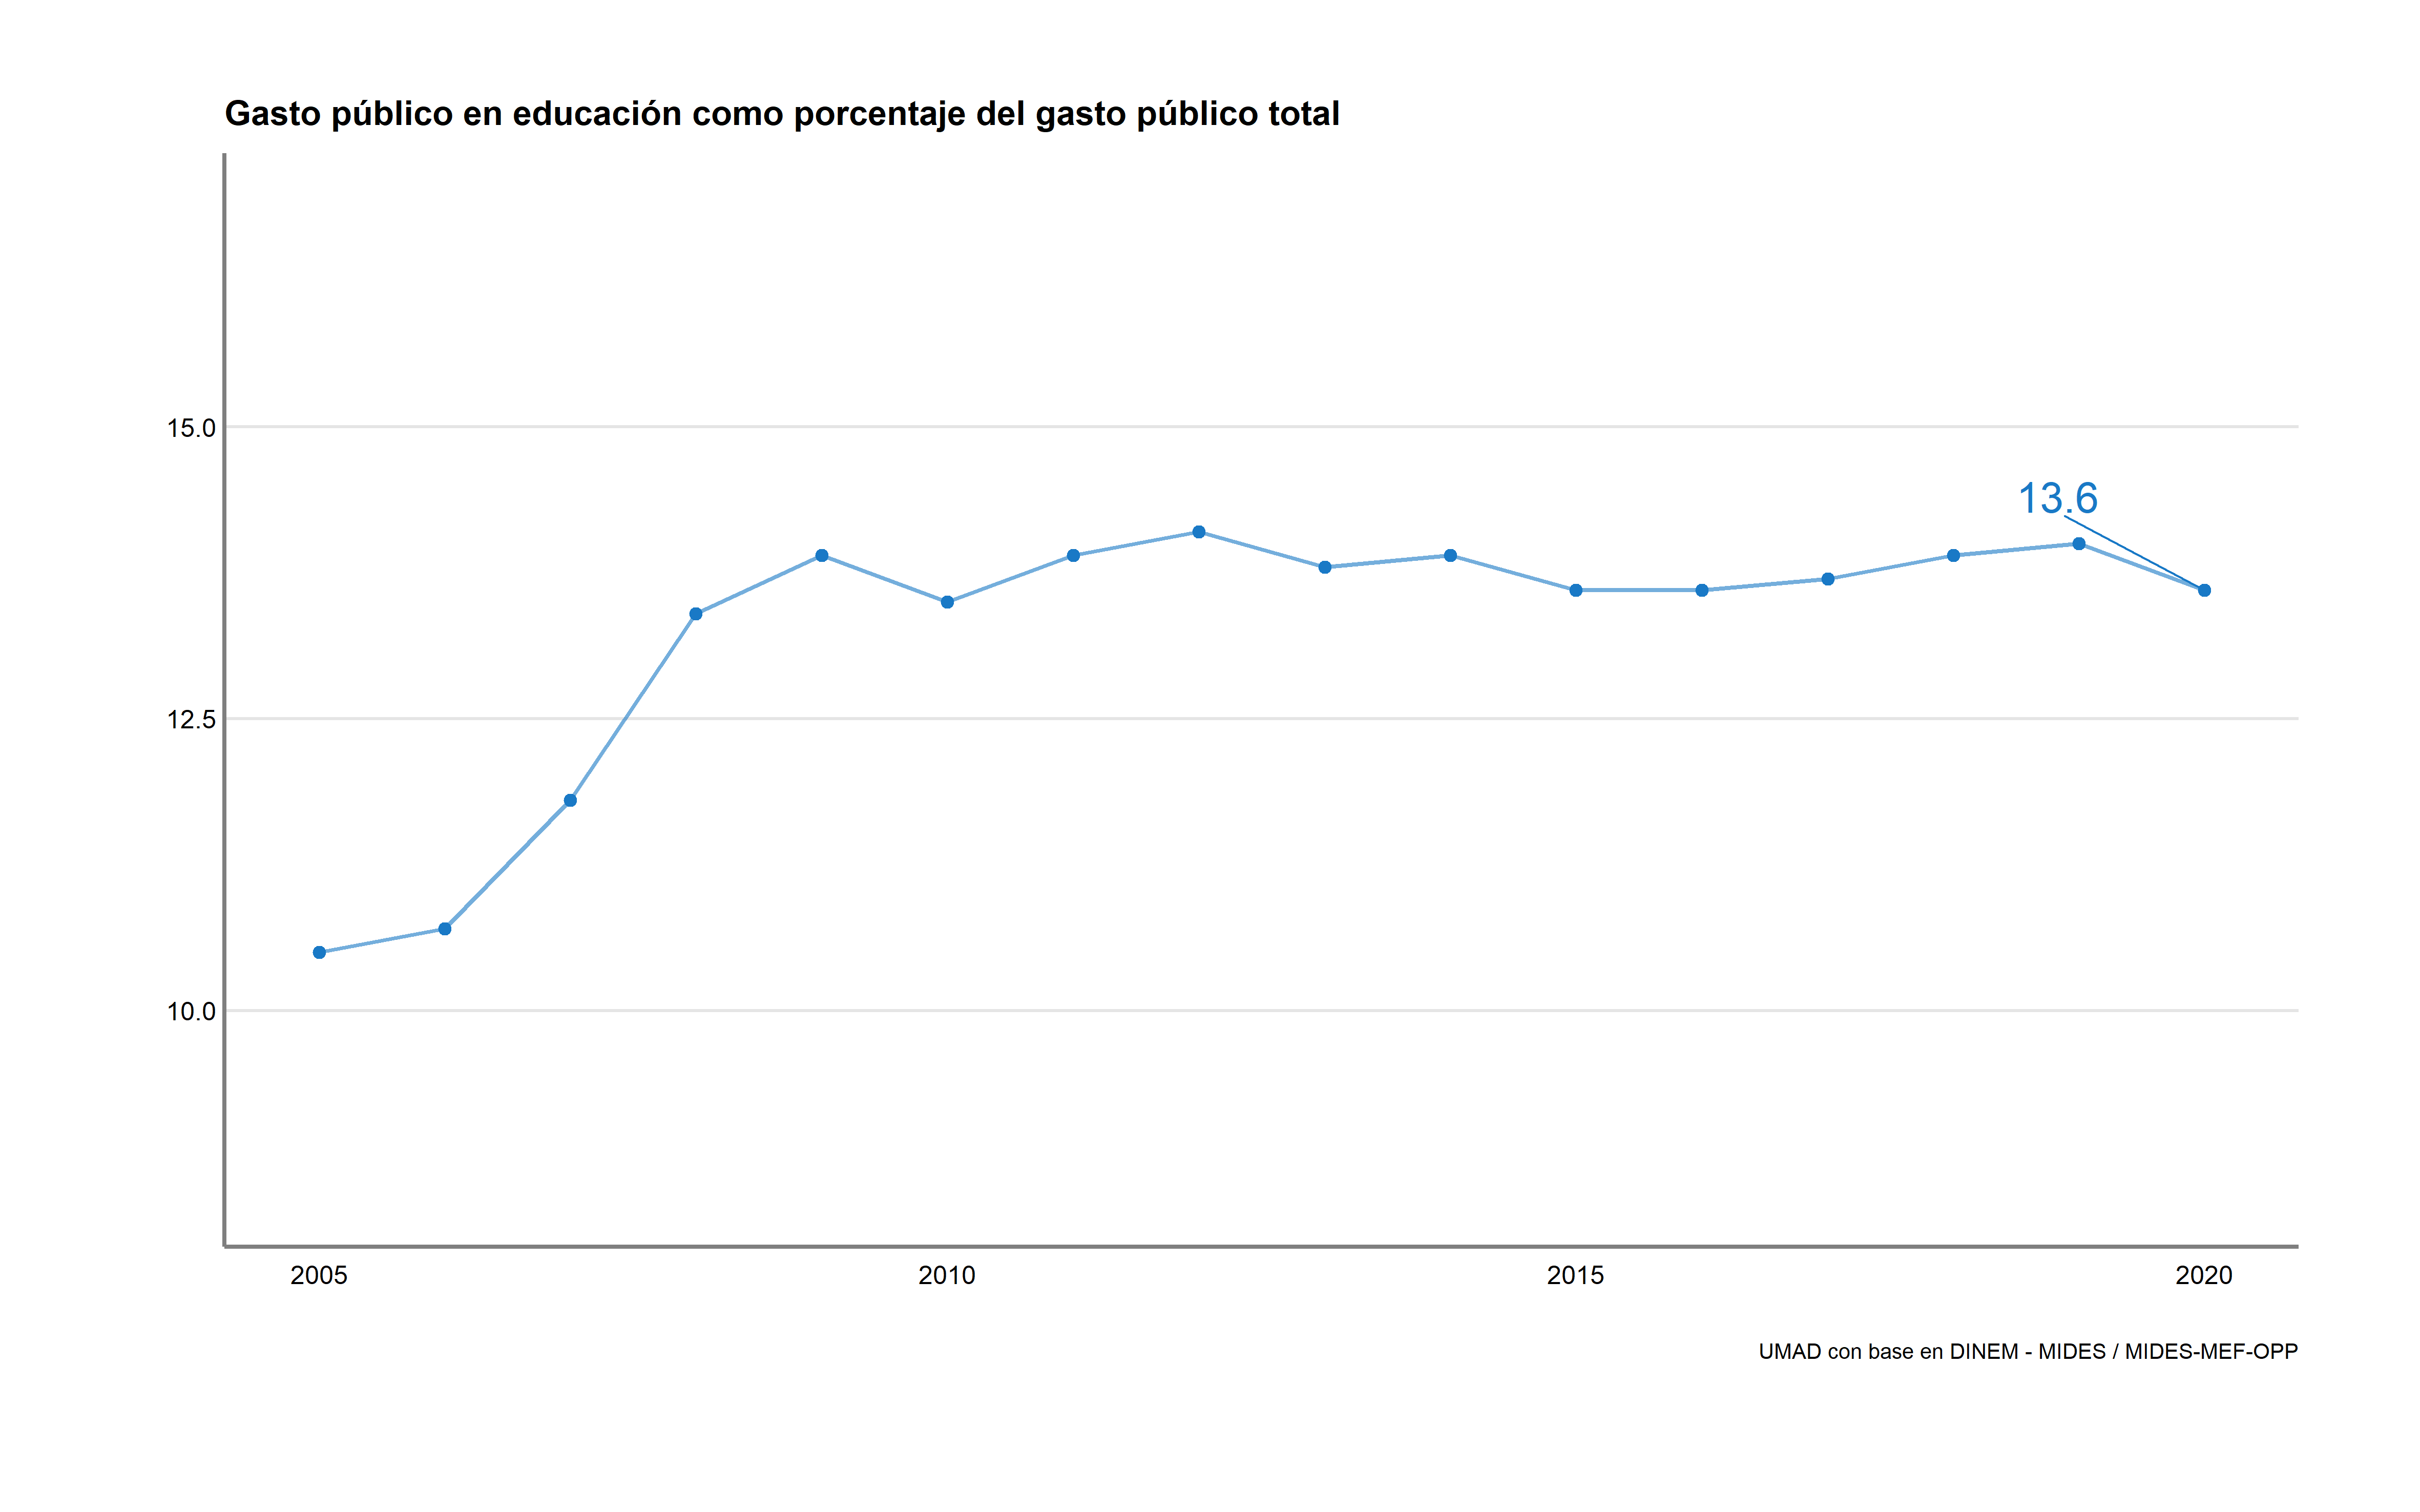 Gasto público en educación como porcentaje del gasto público total
15.0
13.6
12.5
10.0
2005 2010 2015 2020
UMAD con base en DINEM - MIDES / MIDES-MEF-OPP